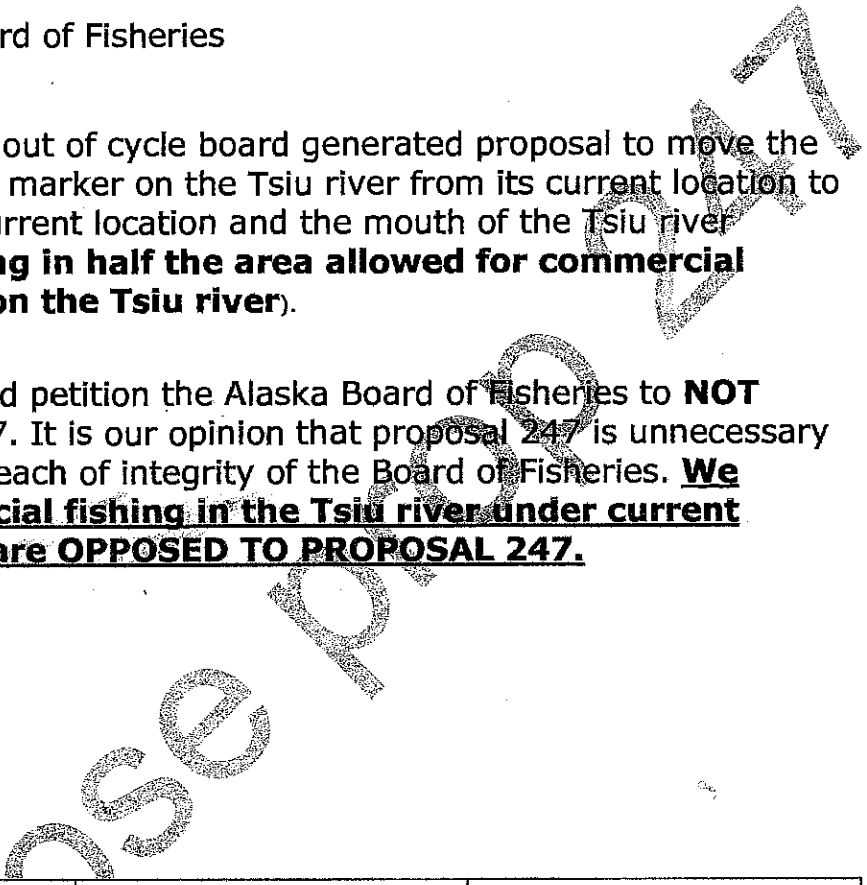 rd of Fisheries
out of cycle board generated proposal to move the
marker on the Tsiu river from its current location to
urrent location and the mouth of the Tsiu river
ng in half the area allowed for commercial
on the Tsiu river).
d petition the Alaska Board of Fisheries to NOT
7. It is our opinion that proposal 247 is unnecessary
each of integrity of the Board of Fisheries. We
cial fishing in the Tsiu river under current
are OPPOSED TO PROPOSAL 247.
ose prop 247